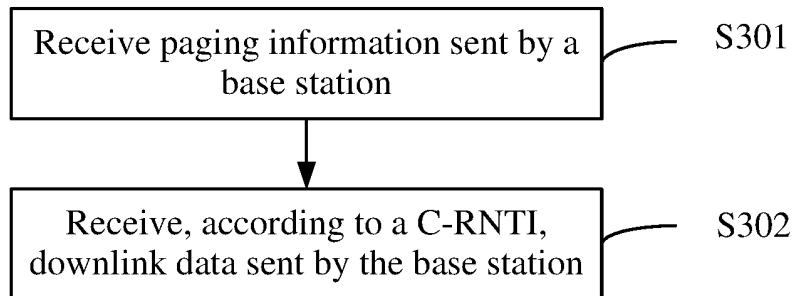 Receive paging information sent by a
base station
S301
Receive, according to a C-RNTI,
downlink data sent by the base station
S302